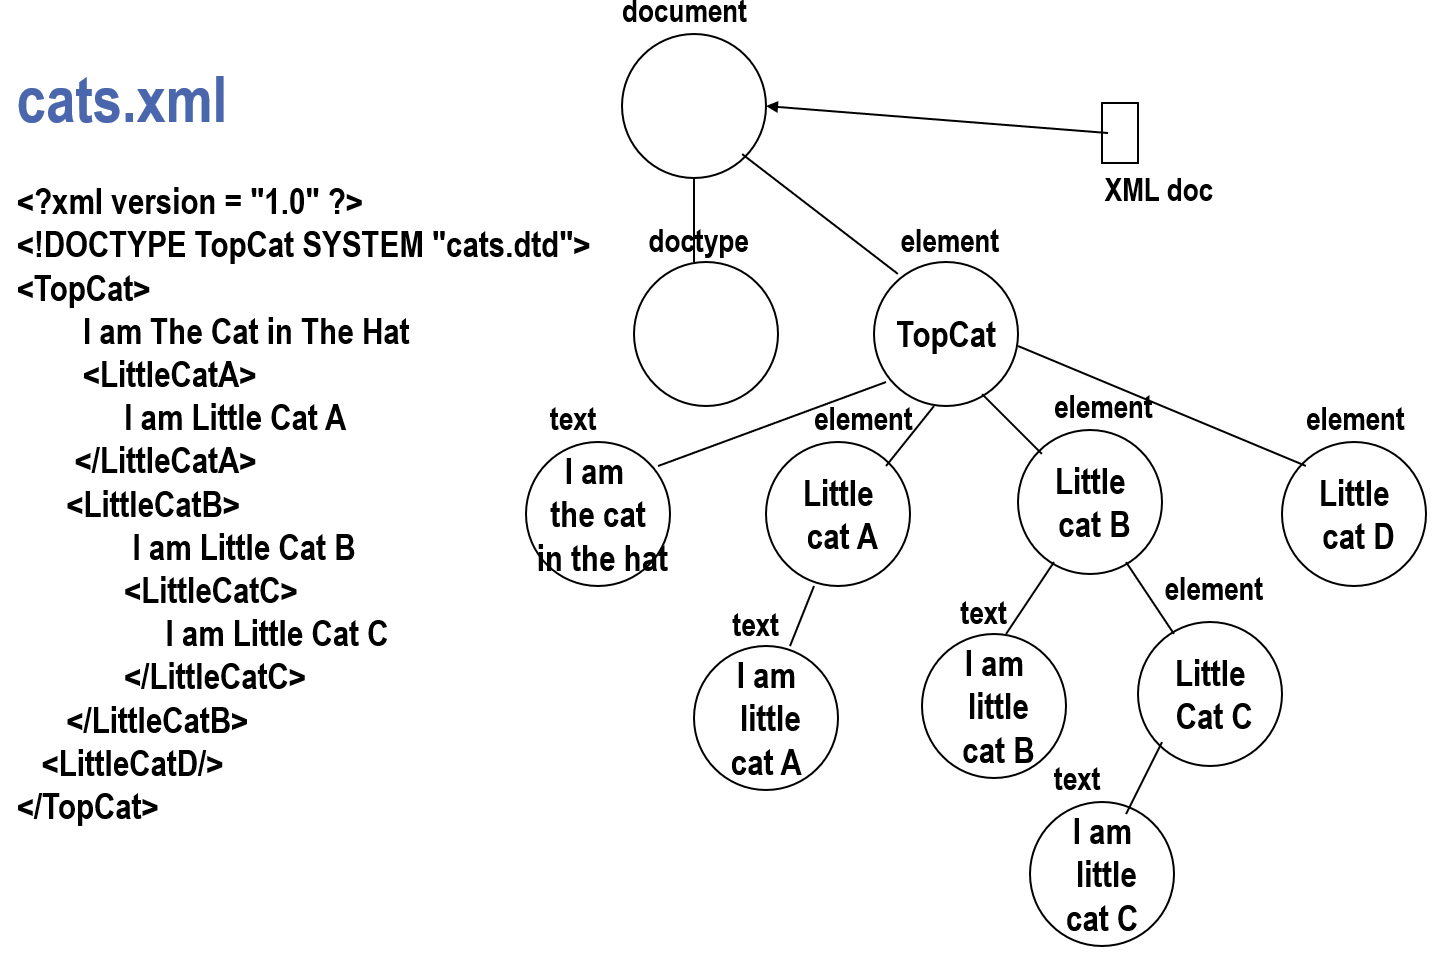 cats.xml
<?xml version = "1.0" ?>
<!DOCTYPE TopCat SYSTEM "cats.dtd">
<TopCat>
I am The Cat in The Hat
<LittleCatA>
I am Little Cat A
</LittleCatA>
<LittleCatB>
I am Little Cat B
<LittleCatC>
I am Little Cat C
</LittleCatC>
</LittleCatB>
<LittleCatD/>
</TopCat>
document
XML doc
doctype
element
TopCat
text
I am
the cat
in the hat
element
Little
cat A
element
Little
cat B
element
Little
cat D
text
I am
little
cat A
text
I am
little
cat B
element
Little
Cat C
text
I am
little
cat C